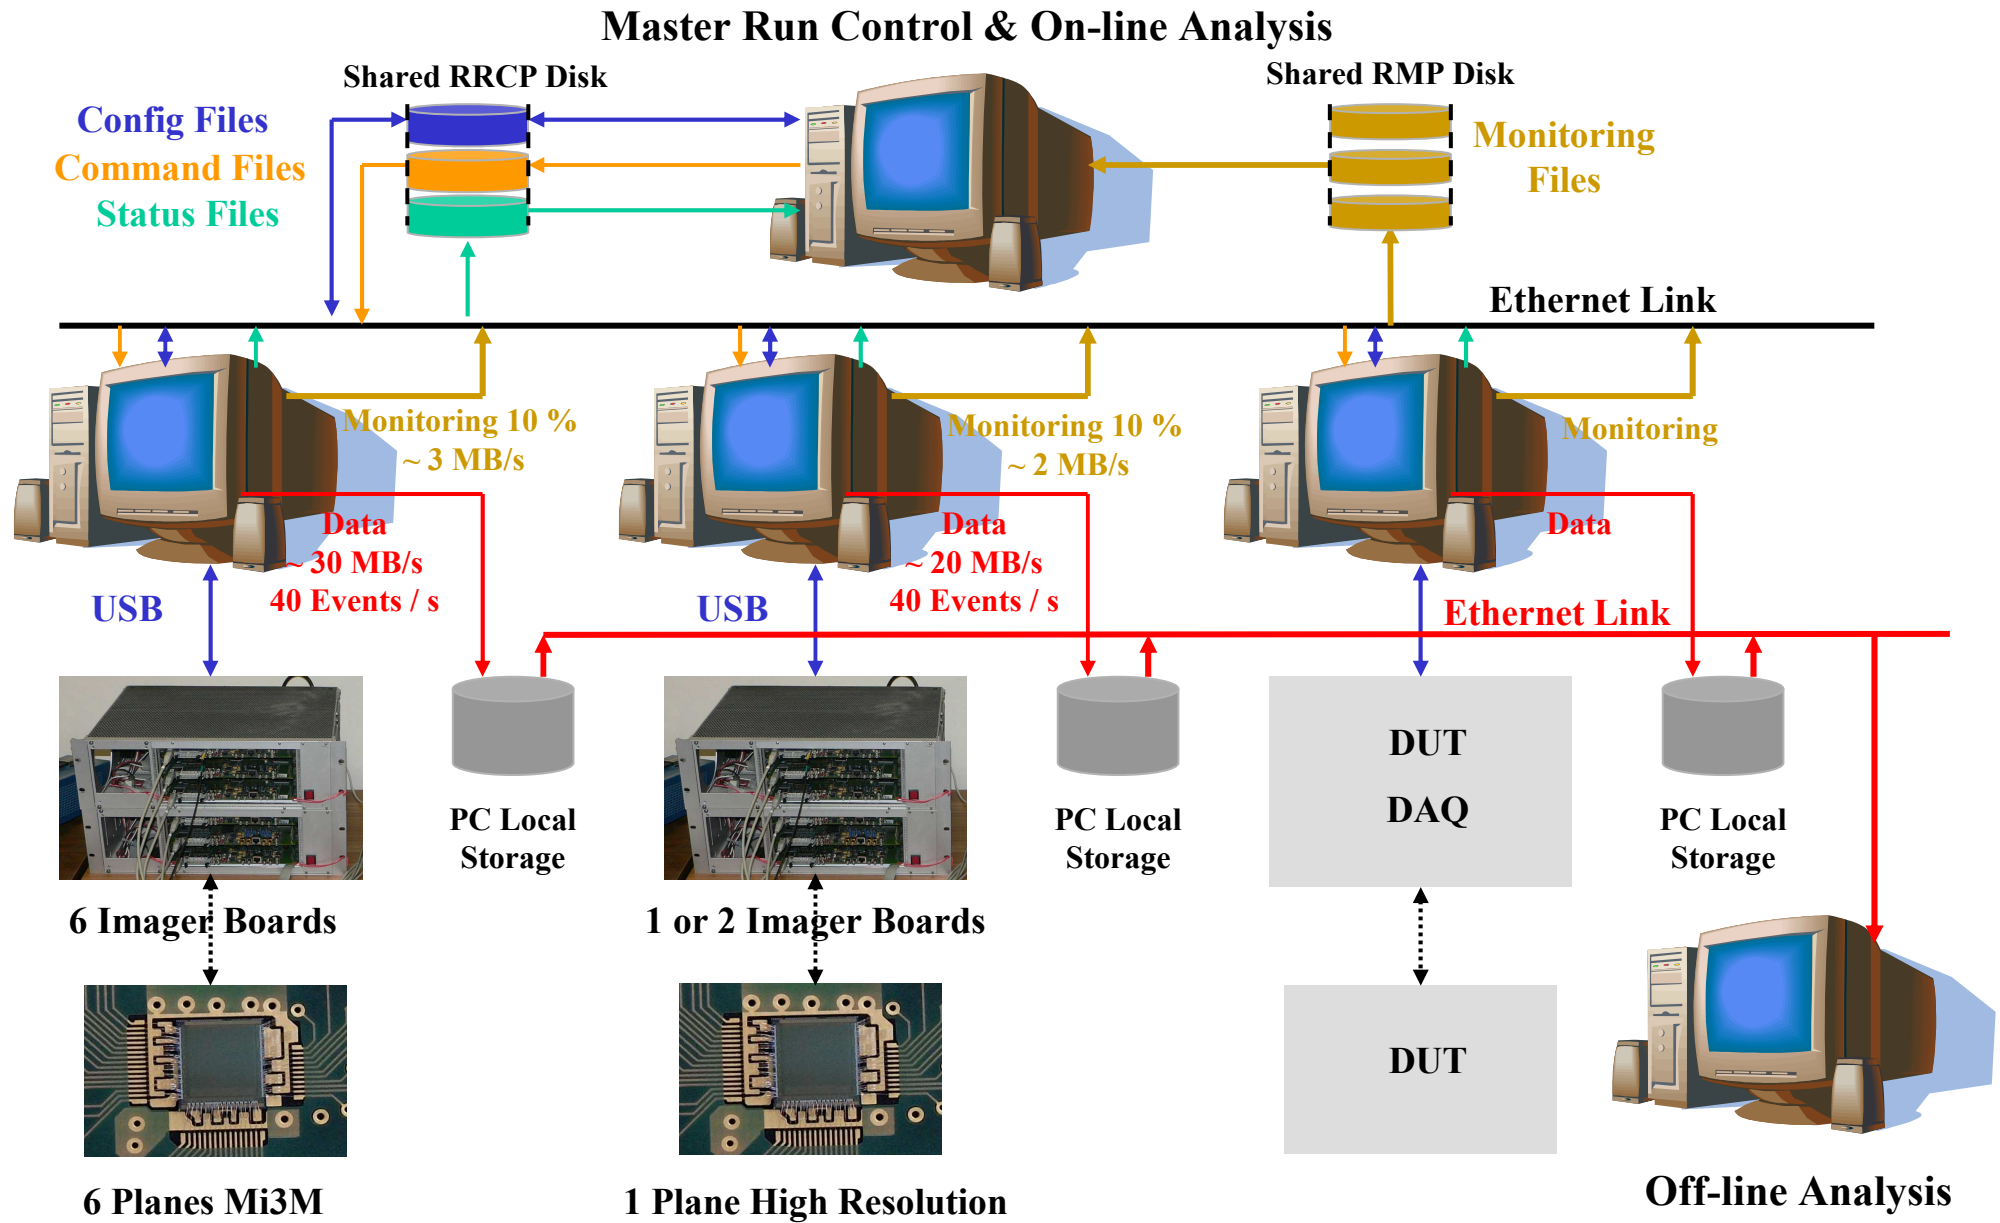 Master Run Control & On-line Analysis
Shared RRCP Disk
Shared RMP Disk
Config Files
Command Files
Status Files
Monitoring
Files
Ethernet Link
Monitoring 10 %
~ 3 MB/s
Monitoring 10 %
~ 2 MB/s
Monitoring
Data
~ 30 MB/s
40 Events / s
Data
~ 20 MB/s
40 Events / s
Data
USB
USB
Ethernet Link
PC Local
Storage
PC Local
Storage
DUT
DAQ
PC Local
Storage
6 Imager Boards
1 or 2 Imager Boards
DUT
6 Planes Mi3M
1 Plane High Resolution
Off-line Analysis